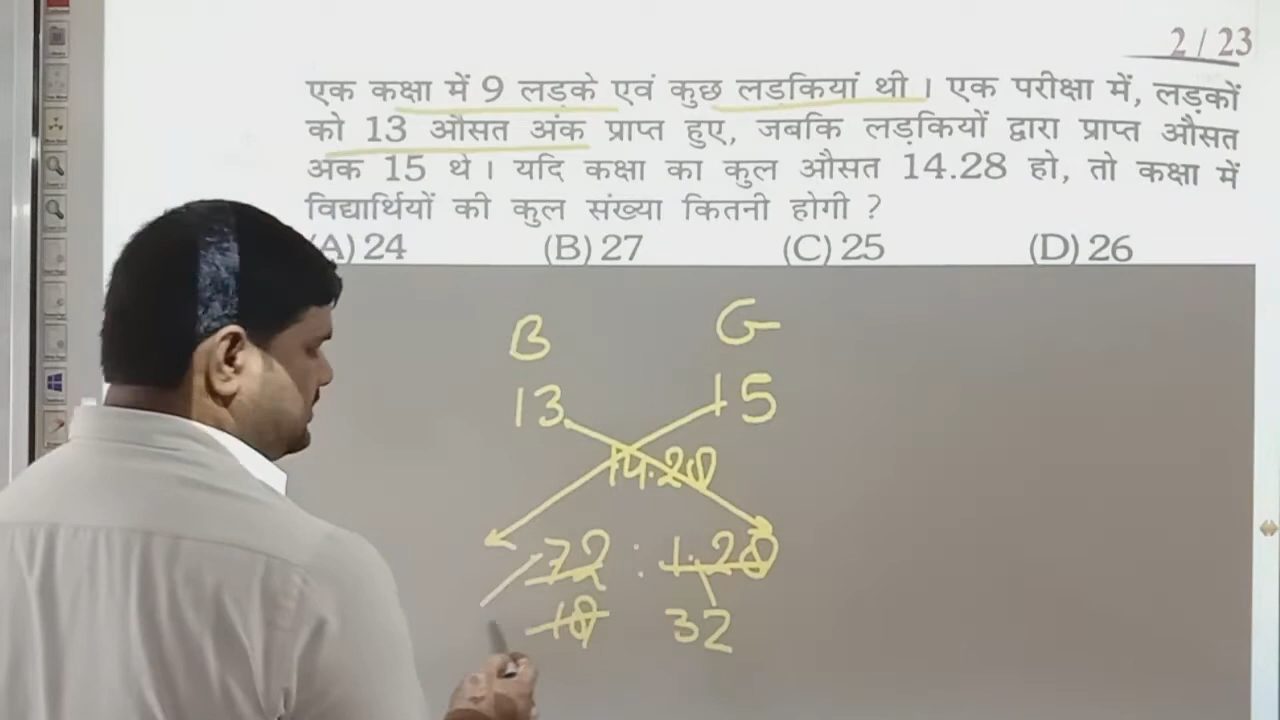 2 / 23
एक कक्षा में 9 लड़के एवं कुछ लडकियां थी । एक परीक्षा में, लड़कों
को 13 औसत अंक प्राप्त हुए, जबकि लड़कियों द्वारा प्राप्त औसत
अंक 15 थे । यदि कक्षा का कुल औसत 14.28 हो, तो कक्षा में
विद्यार्थियों की कुल संख्या कितनी होगी ?
(A) 24 (B) 27 (C) 25 (D) 26
B G
13 15
14.28
.72 : 1.28
18 32